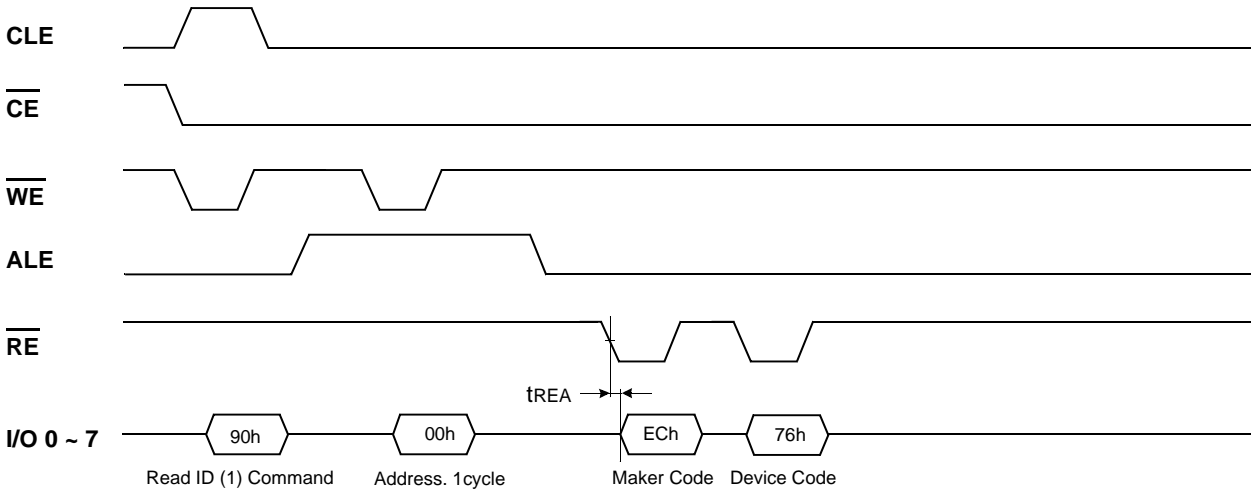 CLE
CE
WE
ALE
RE
tREA
I/O 0 ~ 7
90h
00h
ECh
76h
Read ID (1) Command
Address. 1cycle
Maker Code
Device Code